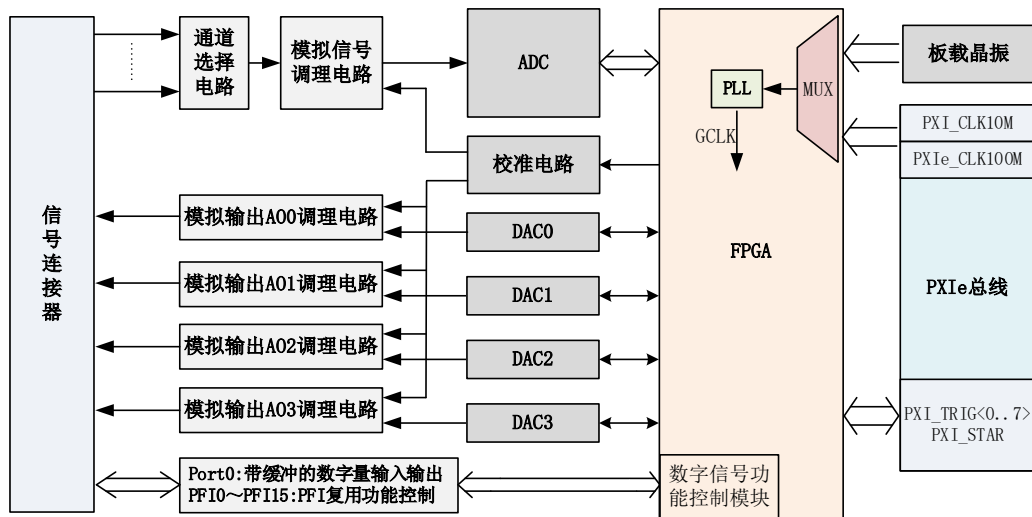 信
号
连
接
器
通道
选择
电路
模拟信号
调理电路
ADC
校准电路
模拟输出AO0调理电路
模拟输出AO1调理电路
模拟输出AO2调理电路
模拟输出AO3调理电路
DAC0
DAC1
DAC2
DAC3
Port0:带缓冲的数字量输入输出
PFI0～PFI15:PFI复用功能控制
PLL
MUX
GCLK
FPGA
数字信号功
能控制模块
板载晶振
PXI_CLK10M
PXIe_CLK100M
PXIe总线
PXI_TRIG<0..7>
PXI_STAR